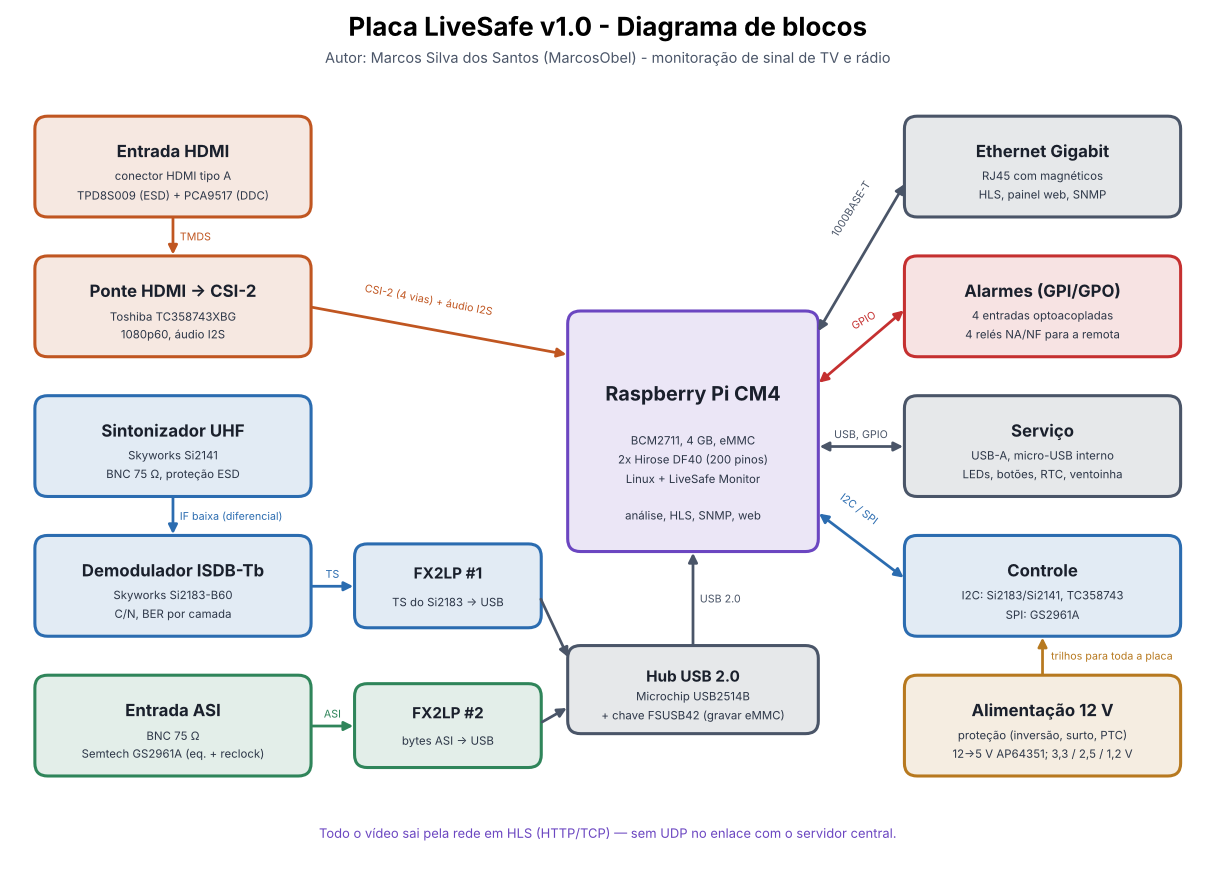 Placa LiveSafe v1.0 - Diagrama de blocos
Autor: Marcos Silva dos Santos (MarcosObel) - monitoração de sinal de TV e rádio
Entrada HDMI
conector HDMI tipo A
TPD8S009 (ESD) + PCA9517 (DDC)
TMDS
Ponte HDMI → CSI-2
Toshiba TC358743XBG
1080p60, áudio I2S
CSI-2 (4 vias) + áudio I2S
Sintonizador UHF
Skyworks Si2141
BNC 75 Ω, proteção ESD
IF baixa (diferencial)
Demodulador ISDB-Tb
Skyworks Si2183-B60
C/N, BER por camada
TS
FX2LP #1
TS do Si2183 → USB
Entrada ASI
BNC 75 Ω
Semtech GS2961A (eq. + reclock)
ASI
FX2LP #2
bytes ASI → USB
Raspberry Pi CM4
BCM2711, 4 GB, eMMC
2x Hirose DF40 (200 pinos)
Linux + LiveSafe Monitor
análise, HLS, SNMP, web
USB 2.0
Hub USB 2.0
Microchip USB2514B
+ chave FSUSB42 (gravar eMMC)
1000BASE-T
Ethernet Gigabit
RJ45 com magnéticos
HLS, painel web, SNMP
GPIO
Alarmes (GPI/GPO)
4 entradas optoacopladas
4 relés NA/NF para a remota
USB, GPIO
Serviço
USB-A, micro-USB interno
LEDs, botões, RTC, ventoinha
I2C / SPI
Controle
I2C: Si2183/Si2141, TC358743
SPI: GS2961A
trilhos para toda a placa
Alimentação 12 V
proteção (inversão, surto, PTC)
12→5 V AP64351; 3,3 / 2,5 / 1,2 V
Todo o vídeo sai pela rede em HLS (HTTP/TCP) — sem UDP no enlace com o servidor central.